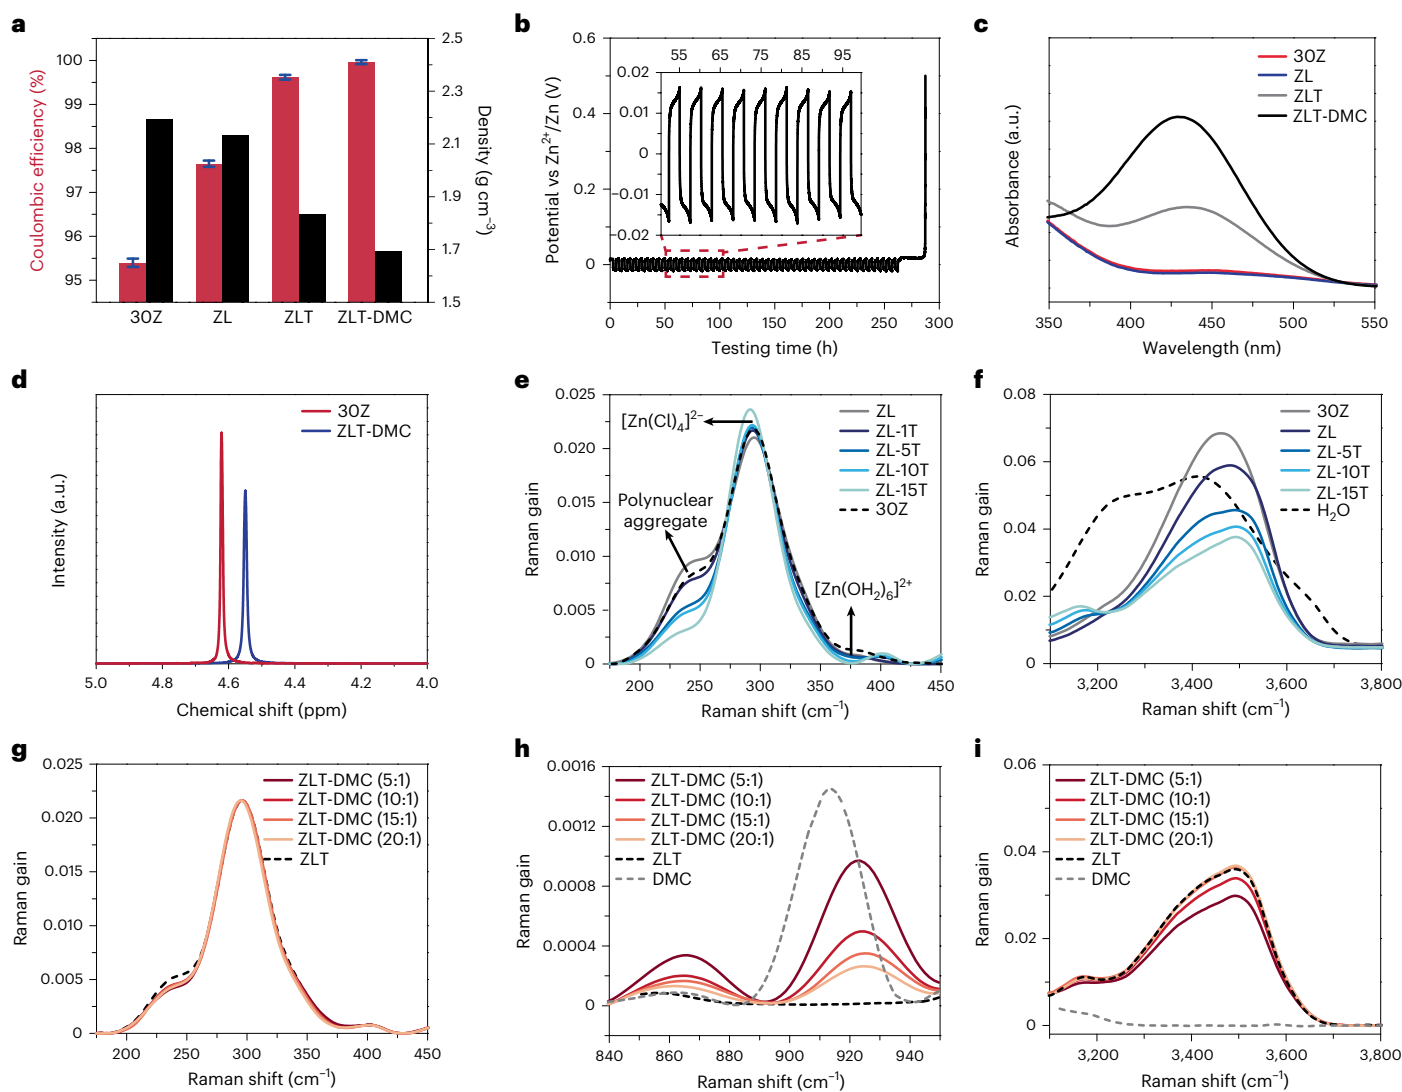 a
Coulombic efficiency (%)
100
99
98
97
96
95
2.5
2.3
2.1
1.9
1.7
1.5
Density (g cm⁻³)
30Z ZL ZLT ZLT-DMC
b
Potential vs Zn²⁺/Zn (V)
0.6
0.4
0.2
0
55 65 75 85 95
0.02
0.01
0
−0.01
−0.02
0 50 100 150 200 250 300
Testing time (h)
c
Absorbance (a.u.)
30Z
ZL
ZLT
ZLT-DMC
350 400 450 500 550
Wavelength (nm)
d
Intensity (a.u.)
30Z
ZLT-DMC
5.0 4.8 4.6 4.4 4.2 4.0
Chemical shift (ppm)
e
Raman gain
0.025
0.020
0.015
0.010
0.005
0
[Zn(Cl)₄]²⁻
Polynuclear
aggregate
[Zn(OH₂)₆]²⁺
ZL
ZL-1T
ZL-5T
ZL-10T
ZL-15T
30Z
200 250 300 350 400 450
Raman shift (cm⁻¹)
f
Raman gain
0.08
0.06
0.04
0.02
0
30Z
ZL
ZL-5T
ZL-10T
ZL-15T
H₂O
3,200 3,400 3,600 3,800
Raman shift (cm⁻¹)
g
Raman gain
0.025
0.020
0.015
0.010
0.005
0
ZLT-DMC (5:1)
ZLT-DMC (10:1)
ZLT-DMC (15:1)
ZLT-DMC (20:1)
ZLT
200 250 300 350 400 450
Raman shift (cm⁻¹)
h
Raman gain
0.0016
0.0012
0.0008
0.0004
0
ZLT-DMC (5:1)
ZLT-DMC (10:1)
ZLT-DMC (15:1)
ZLT-DMC (20:1)
ZLT
DMC
840 860 880 900 920 940
Raman shift (cm⁻¹)
i
Raman gain
0.06
0.04
0.02
0
ZLT-DMC (5:1)
ZLT-DMC (10:1)
ZLT-DMC (15:1)
ZLT-DMC (20:1)
ZLT
DMC
3,200 3,400 3,600 3,800
Raman shift (cm⁻¹)